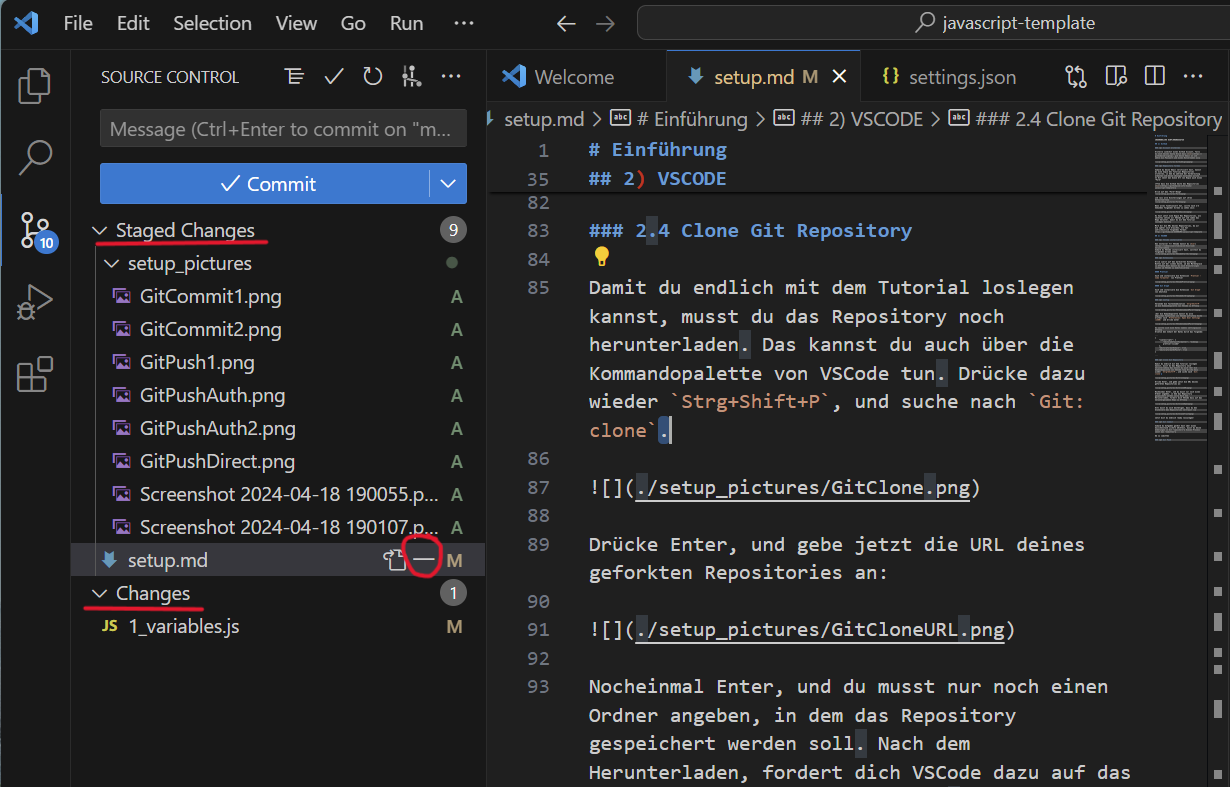 File Edit Selection View Go Run ···
javascript-template
SOURCE CONTROL
Message (Ctrl+Enter to commit on "m...
Commit
Staged Changes 9
setup_pictures
GitCommit1.png A
GitCommit2.png A
GitPush1.png A
GitPushAuth.png A
GitPushAuth2.png A
GitPushDirect.png A
Screenshot 2024-04-18 190055.p... A
Screenshot 2024-04-18 190107.p... A
setup.md M
Changes 1
JS 1_variables.js M
10
Welcome
setup.md M
{} settings.json
setup.md > abc # Einführung > abc ## 2) VSCODE > abc ### 2.4 Clone Git Repository
1 # Einführung
35 ## 2) VSCODE
82
83 ### 2.4 Clone Git Repository
84
85 Damit du endlich mit dem Tutorial loslegen
kannst, musst du das Repository noch
herunterladen. Das kannst du auch über die
Kommandopalette von VSCode tun. Drücke dazu
wieder `Strg+Shift+P`, und suche nach `Git:
clone`.
86
87 ![](./setup_pictures/GitClone.png)
88
89 Drücke Enter, und gebe jetzt die URL deines
geforkten Repositories an:
90
91 ![](./setup_pictures/GitCloneURL.png)
92
93 Nocheinmal Enter, und du musst nur noch einen
Ordner angeben, in dem das Repository
gespeichert werden soll. Nach dem
Herunterladen, fordert dich VSCode dazu auf das